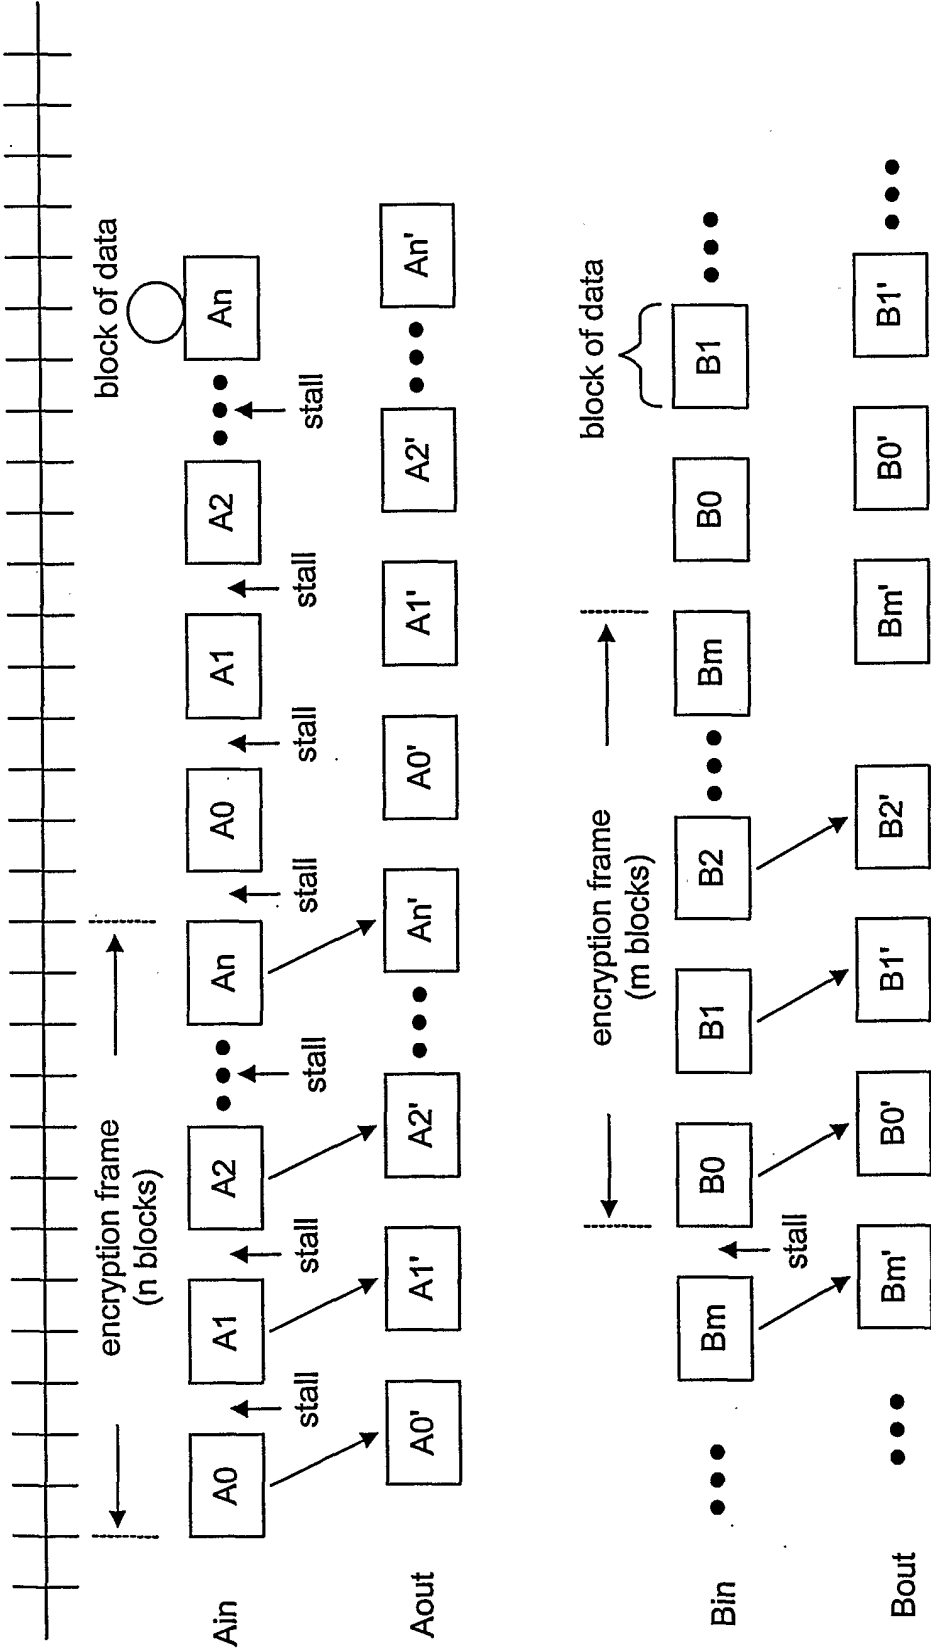 encryption frame
(n blocks)
block of data
Ain A0 A1 A2 ••• An A0 A1 A2 ••• An
stall stall stall stall stall stall stall
Aout A0' A1' A2' ••• An' A0' A1' A2' ••• An'
encryption frame
(m blocks)
block of data
Bin ••• Bm B0 B1 B2 ••• Bm B0 B1 •••
stall
Bout ••• Bm' B0' B1' B2' Bm' B0' B1' •••